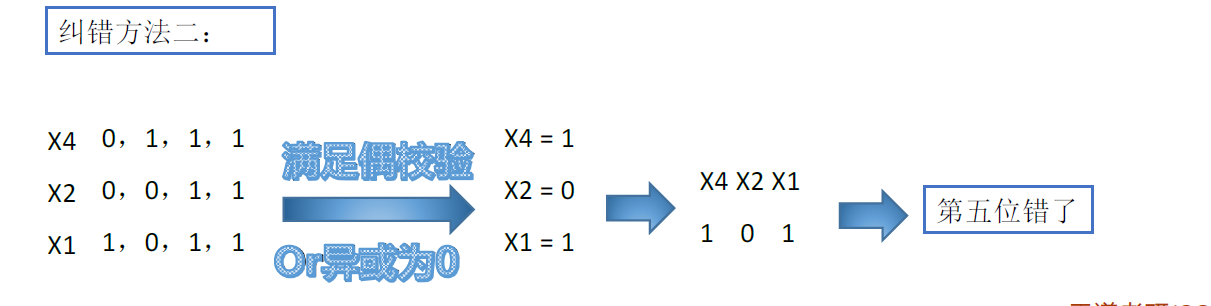 纠错方法二：
X4 0，1，1，1
X2 0，0，1，1
X1 1，0，1，1
满足偶校验
Or异或为0
X4 = 1
X2 = 0
X1 = 1
X4 X2 X1
1 0 1
第五位错了